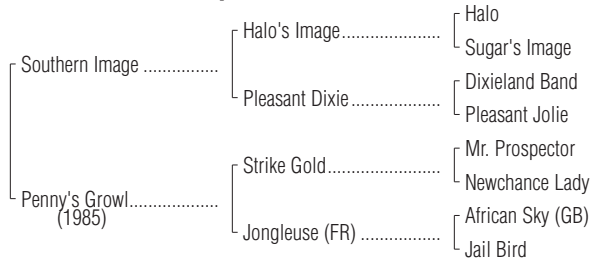 Halo
Halo's Image....................
Sugar's Image
Southern Image ................
Dixieland Band
Pleasant Dixie....................
Pleasant Jolie
Mr. Prospector
Strike Gold.......................
Newchance Lady
Penny's Growl...................
(1985)
African Sky (GB)
Jongleuse (FR) ..................
Jail Bird